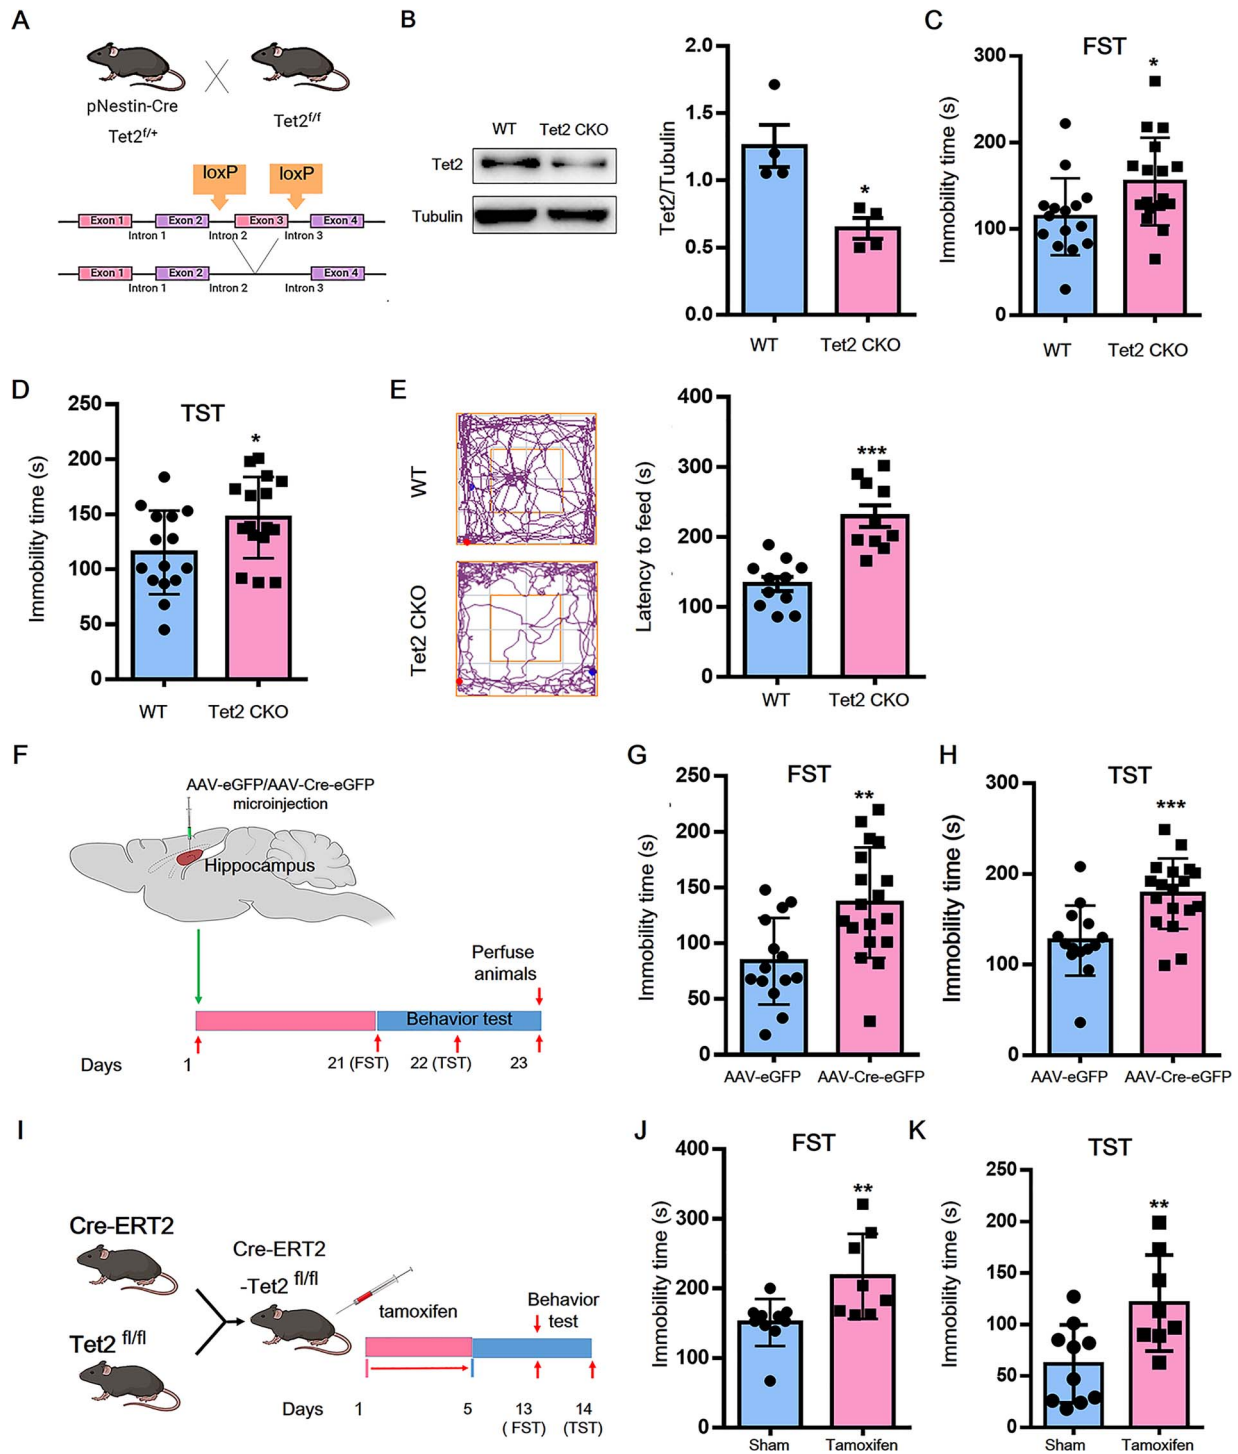 A
pNestin-Cre
Tet2f/+
Tet2f/f
loxP
loxP
Exon 1
Exon 2
Exon 3
Exon 4
Intron 1
Intron 2
Intron 3
Exon 1
Exon 2
Exon 4
Intron 1
Intron 2
Intron 3
B
WT
Tet2 CKO
Tet2
Tubulin
Tet2/Tubulin
2.0
1.5
1.0
0.5
0.0
*
WT
Tet2 CKO
C
FST
Immobility time (s)
300
200
100
0
*
WT
Tet2 CKO
D
TST
Immobility time (s)
250
200
150
100
50
0
*
WT
Tet2 CKO
E
WT
Tet2 CKO
Latency to feed (s)
400
300
200
100
0
***
WT
Tet2 CKO
F
AAV-eGFP/AAV-Cre-eGFP
microinjection
Hippocampus
Perfuse
animals
Behavior test
Days
1
21 (FST)
22 (TST)
23
G
FST
Immobility time (s)
250
200
150
100
50
0
**
AAV-eGFP
AAV-Cre-eGFP
H
TST
Immobility time (s)
300
200
100
0
***
AAV-eGFP
AAV-Cre-eGFP
I
Cre-ERT2
Tet2 fl/fl
Cre-ERT2
-Tet2 fl/fl
tamoxifen
Behavior
test
Days
1
5
13
( FST)
14
(TST)
J
FST
Immobility time (s)
400
300
200
100
0
**
Sham
Tamoxifen
K
TST
Immobility time (s)
250
200
150
100
50
0
**
Sham
Tamoxifen